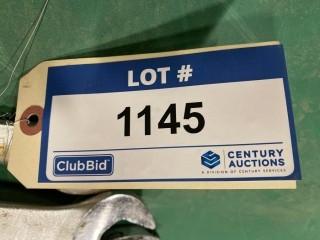 LOT #
1145
ClubBid
CENTURY
AUCTIONS
A DIVISION OF CENTURY SERVICES